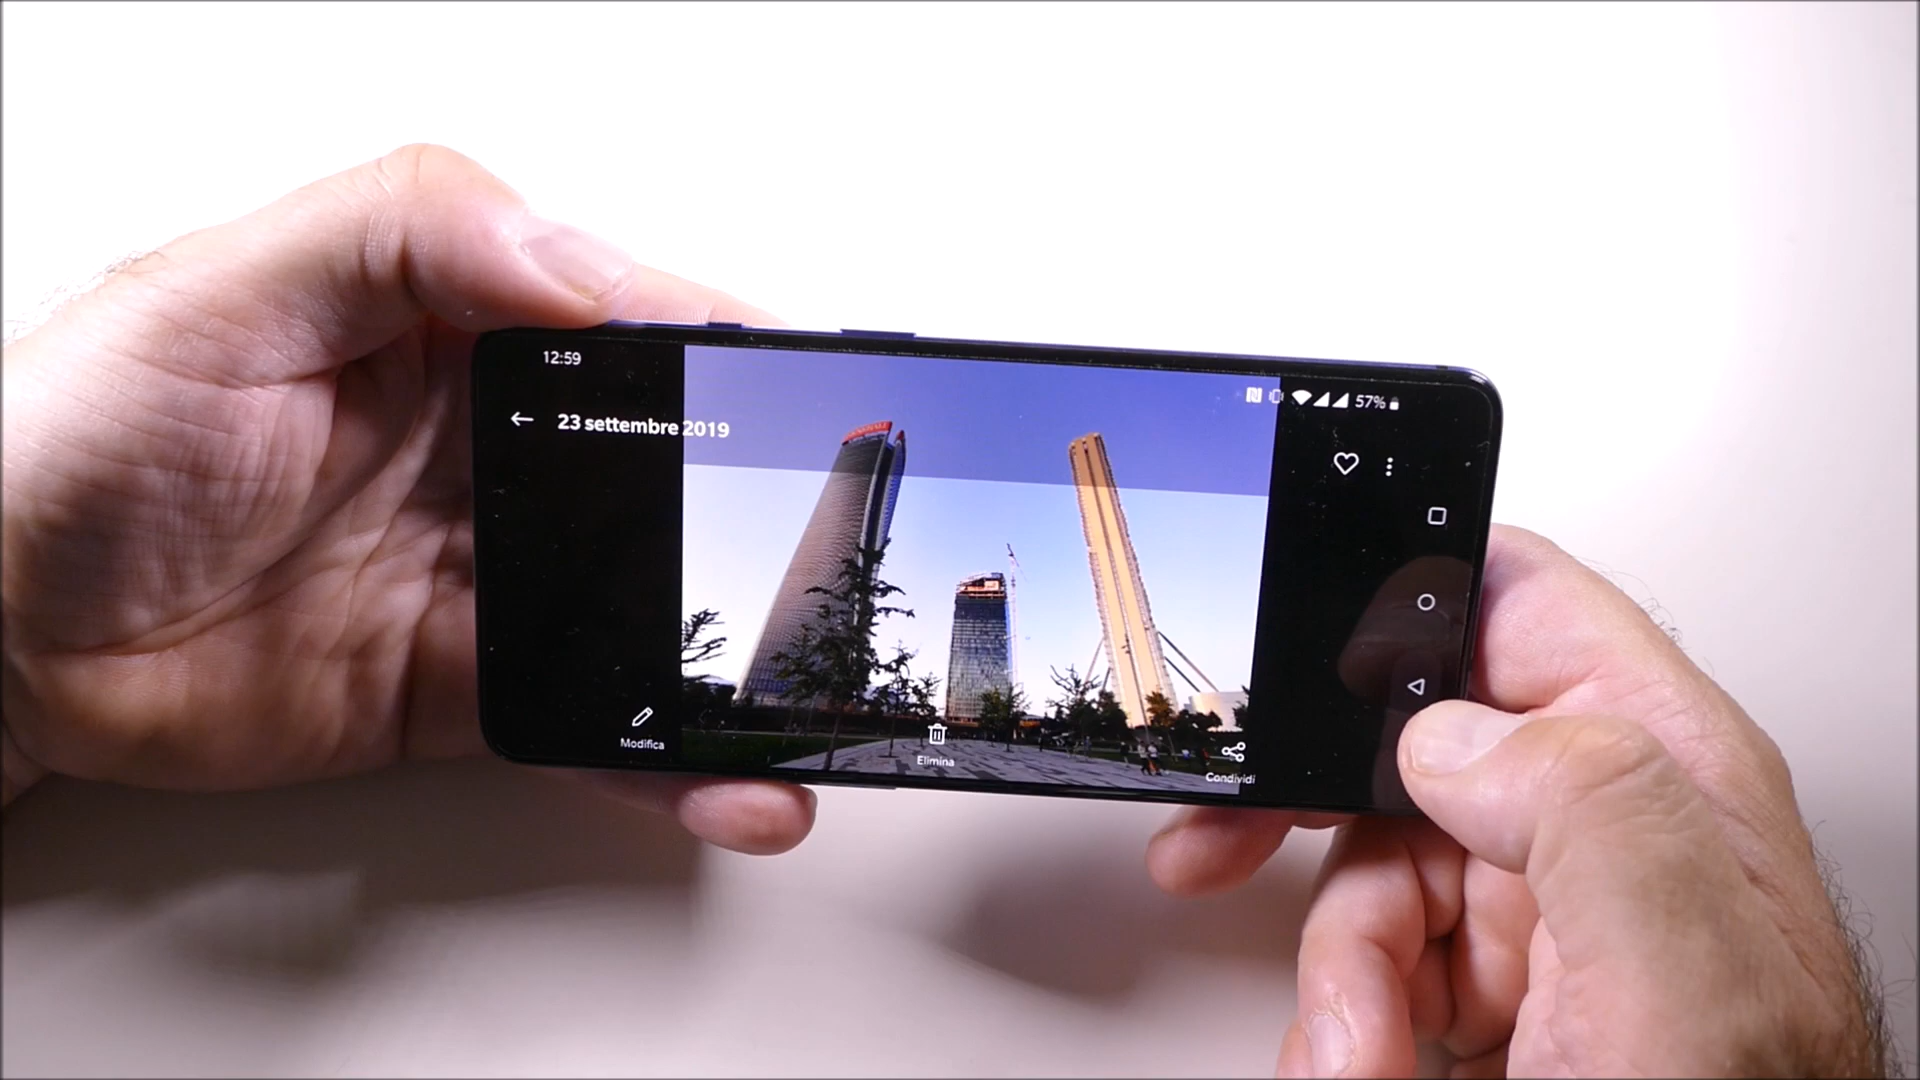 12:59
57%
23 settembre 2019
Modifica
Elimina
Condividi